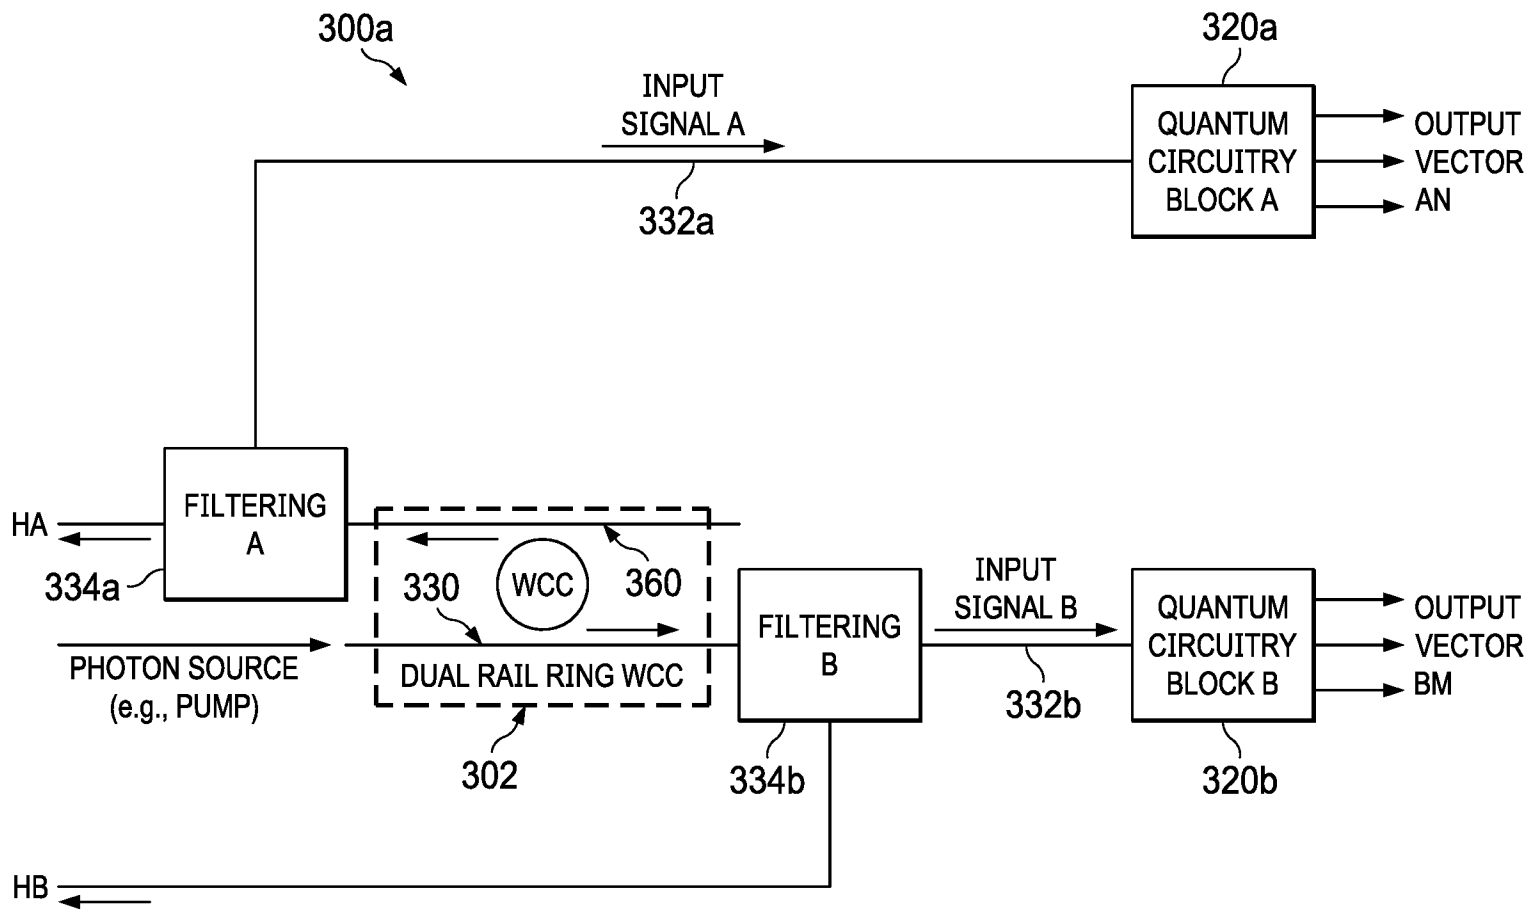 300a
320a
INPUT
SIGNAL A
332a
QUANTUM
CIRCUITRY
BLOCK A
OUTPUT
VECTOR
AN
FILTERING
A
HA
334a
PHOTON SOURCE
(e.g., PUMP)
330
WCC
360
DUAL RAIL RING WCC
302
FILTERING
B
334b
INPUT
SIGNAL B
332b
QUANTUM
CIRCUITRY
BLOCK B
320b
OUTPUT
VECTOR
BM
HB